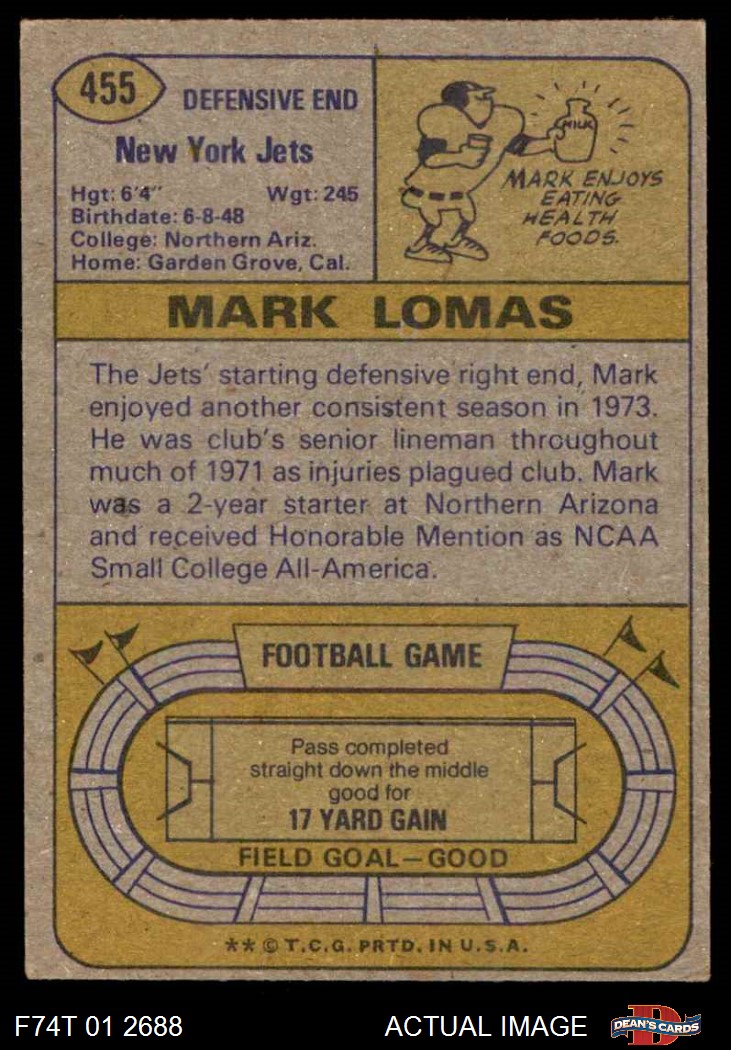 455
DEFENSIVE END
New York Jets
Hgt: 6'4" Wgt: 245
Birthdate: 6-8-48
College: Northern Ariz.
Home: Garden Grove, Cal.
MILK
MARK ENJOYS
EATING
HEALTH
FOODS.
MARK LOMAS
The Jets' starting defensive right end, Mark
enjoyed another consistent season in 1973.
He was club's senior lineman throughout
much of 1971 as injuries plagued club. Mark
was a 2-year starter at Northern Arizona
and received Honorable Mention as NCAA
Small College All-America.
FOOTBALL GAME
Pass completed
straight down the middle
good for
17 YARD GAIN
FIELD GOAL—GOOD
** © T.C.G. PRTD. IN U.S.A.
F74T 01 2688 ACTUAL IMAGE D DEAN'S CARDS